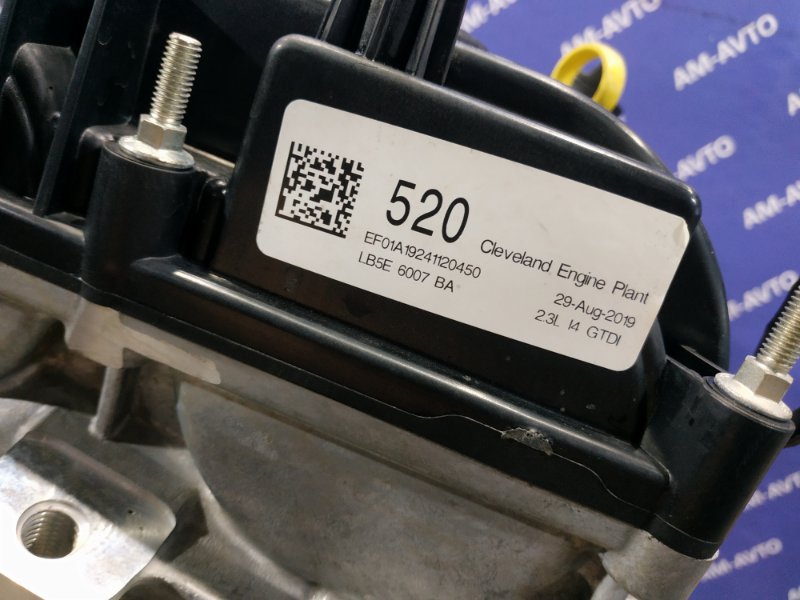 520
EF01A19241120450
LB5E 6007 BA
Cleveland Engine Plant
29-Aug-2019
2.3L I4 GTDI
AM-AVTO
AM-AVTO
AM-AVTO
AM-AVTO
AM-AVTO
AM-AVTO
AM-AVTO